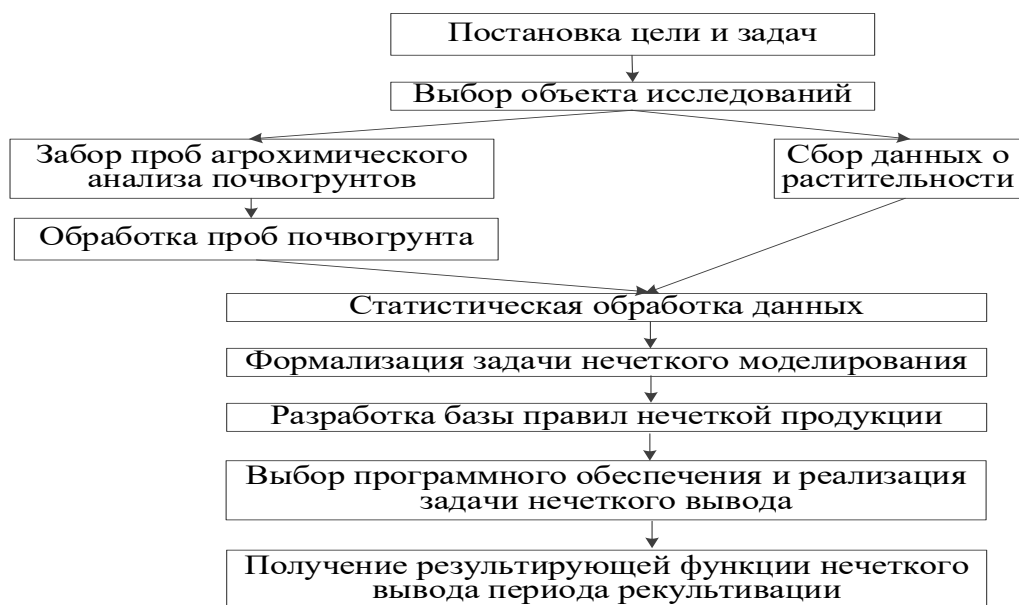 Постановка цели и задач
Выбор объекта исследований
Забор проб агрохимического
анализа почвогрунтов
Сбор данных о
растительности
Обработка проб почвогрунта
Статистическая обработка данных
Формализация задачи нечеткого моделирования
Разработка базы правил нечеткой продукции
Выбор программного обеспечения и реализация
задачи нечеткого вывода
Получение результирующей функции нечеткого
вывода периода рекультивации